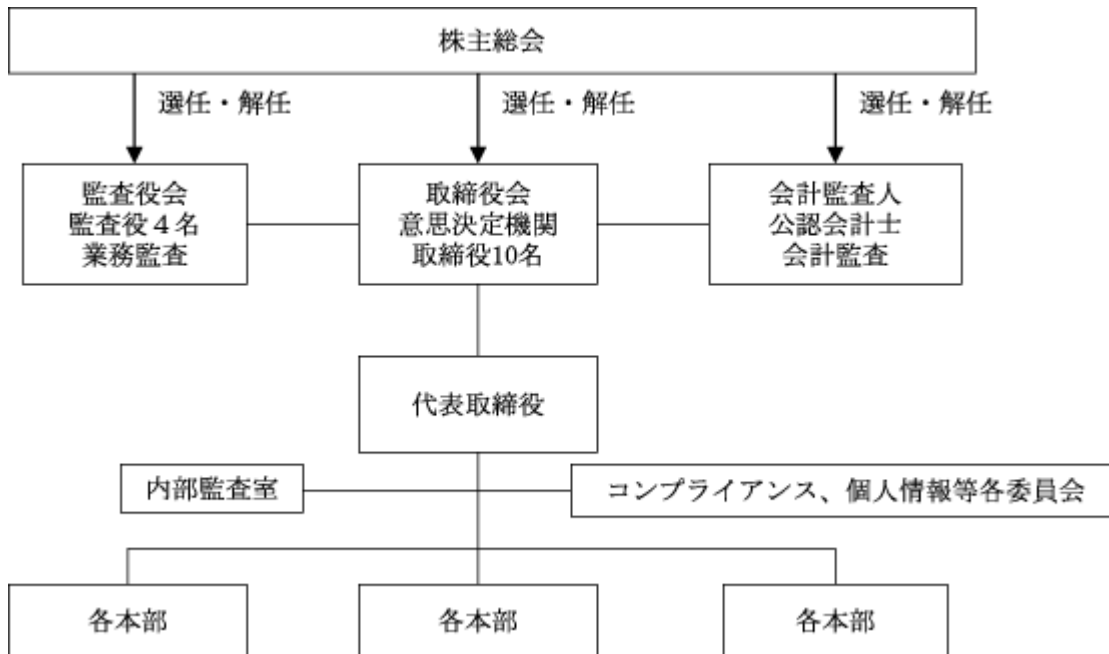 株主総会
選任・解任
選任・解任
選任・解任
監査役会
監査役４名
業務監査
取締役会
意思決定機関
取締役10名
会計監査人
公認会計士
会計監査
代表取締役
内部監査室
コンプライアンス、個人情報等各委員会
各本部
各本部
各本部